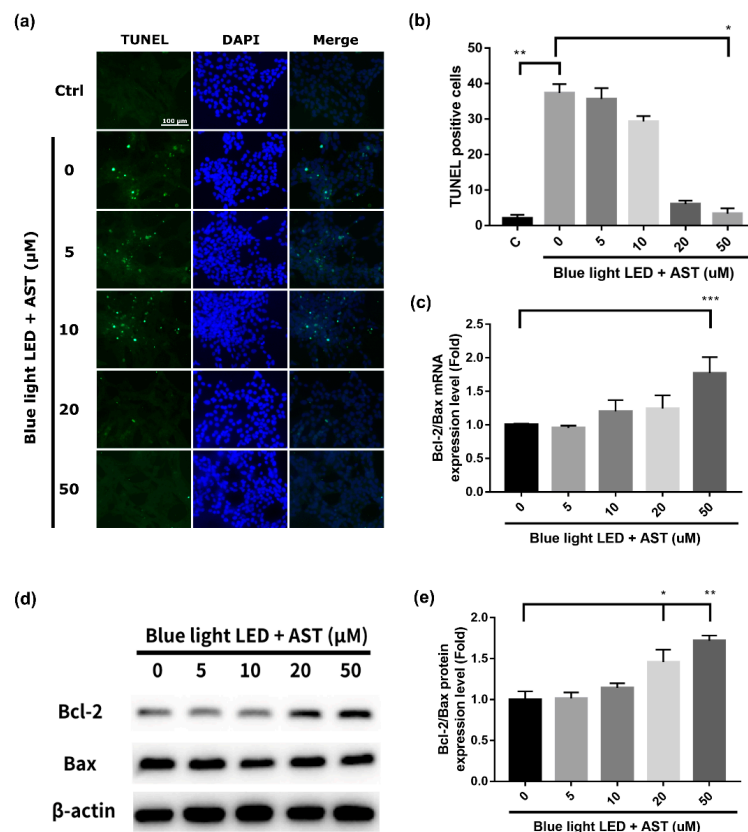 (a)
TUNEL DAPI Merge
Ctrl
100 μm
0
5
10
20
50
Blue light LED + AST (μM)
(b)
**
*
TUNEL positive cells
70
60
50
40
30
20
10
0
C 0 5 10 20 50
Blue light LED + AST (uM)
(c)
***
Bcl-2/Bax mRNA
expression level (Fold)
2.5
2.0
1.5
1.0
0.5
0.0
0 5 10 20 50
Blue light LED + AST (uM)
(d)
Blue light LED + AST (μM)
0 5 10 20 50
Bcl-2
Bax
β-actin
(e)
* **
Bcl-2/Bax protein
expression level (Fold)
2.0
1.5
1.0
0.5
0.0
0 5 10 20 50
Blue light LED + AST (uM)